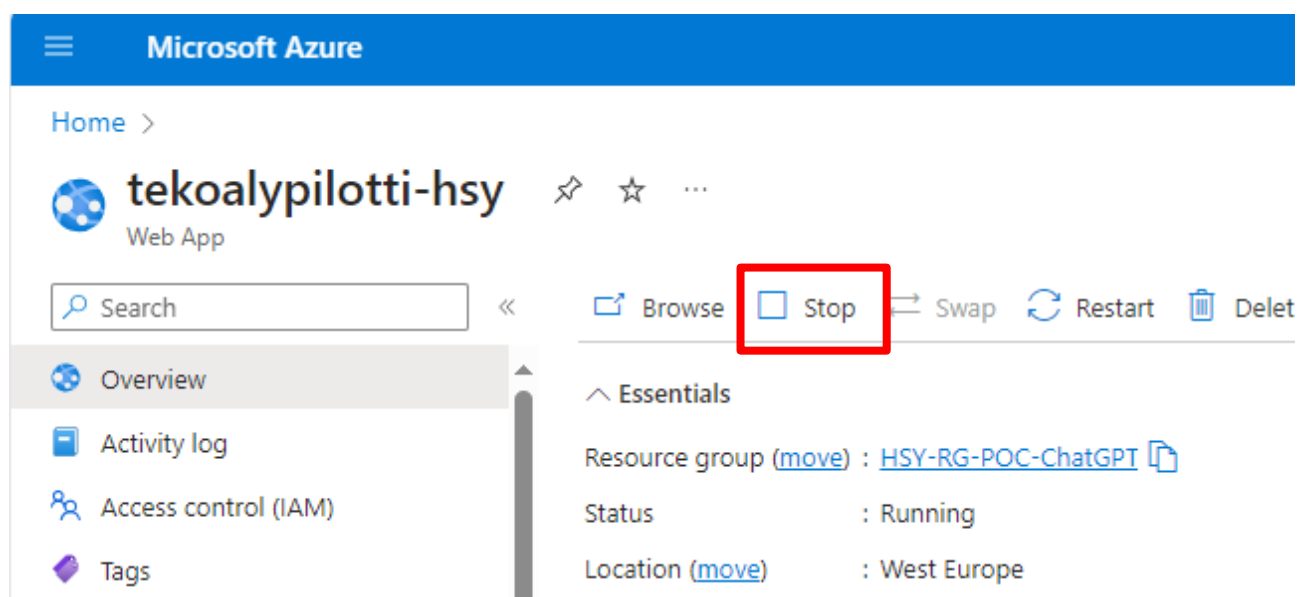 Microsoft Azure
Home >
tekoalypilotti-hsy ...
Web App
Search «
Browse Stop Swap Restart Delet
Overview
Essentials
Activity log
Resource group (move) : HSY-RG-POC-ChatGPT
Access control (IAM)
Status : Running
Tags
Location (move) : West Europe